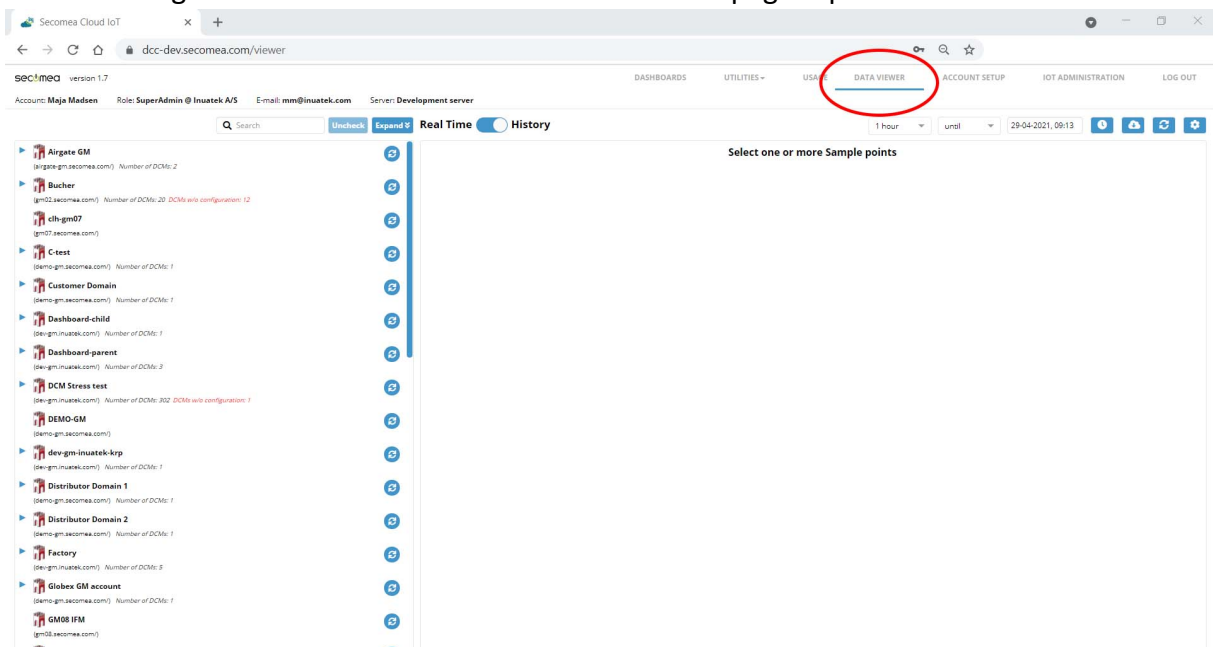 Secomea Cloud IoT
dcc-dev.secomea.com/viewer
secomea version 1.7
DASHBOARDS UTILITIES USAGE DATA VIEWER ACCOUNT SETUP IOT ADMINISTRATION LOG OUT
Account: Maja Madsen Role: SuperAdmin @ Inuatek A/S E-mail: mm@inuatek.com Server: Development server
Search Uncheck Expand Real Time History 1 hour until 29-04-2021, 09:13
Select one or more Sample points
Airgate GM
(airgate-gm.secomea.com/) Number of DCMs: 2
Bucher
(gm02.secomea.com/) Number of DCMs: 20 DCMs w/o configuration: 12
clh-gm07
(gm07.secomea.com/)
C-test
(demo-gm.secomea.com/) Number of DCMs: 1
Customer Domain
(demo-gm.secomea.com/) Number of DCMs: 1
Dashboard-child
(dev-gm.inuatek.com/) Number of DCMs: 1
Dashboard-parent
(dev-gm.inuatek.com/) Number of DCMs: 3
DCM Stress test
(dev-gm.inuatek.com/) Number of DCMs: 302 DCMs w/o configuration: 1
DEMO-GM
(demo-gm.secomea.com/)
dev-gm-inuatek-krp
(dev-gm.inuatek.com/) Number of DCMs: 1
Distributor Domain 1
(demo-gm.secomea.com/) Number of DCMs: 1
Distributor Domain 2
(demo-gm.secomea.com/) Number of DCMs: 1
Factory
(dev-gm.inuatek.com/) Number of DCMs: 5
Globex GM account
(demo-gm.secomea.com/) Number of DCMs: 1
GM08 IFM
(gm08.secomea.com/)